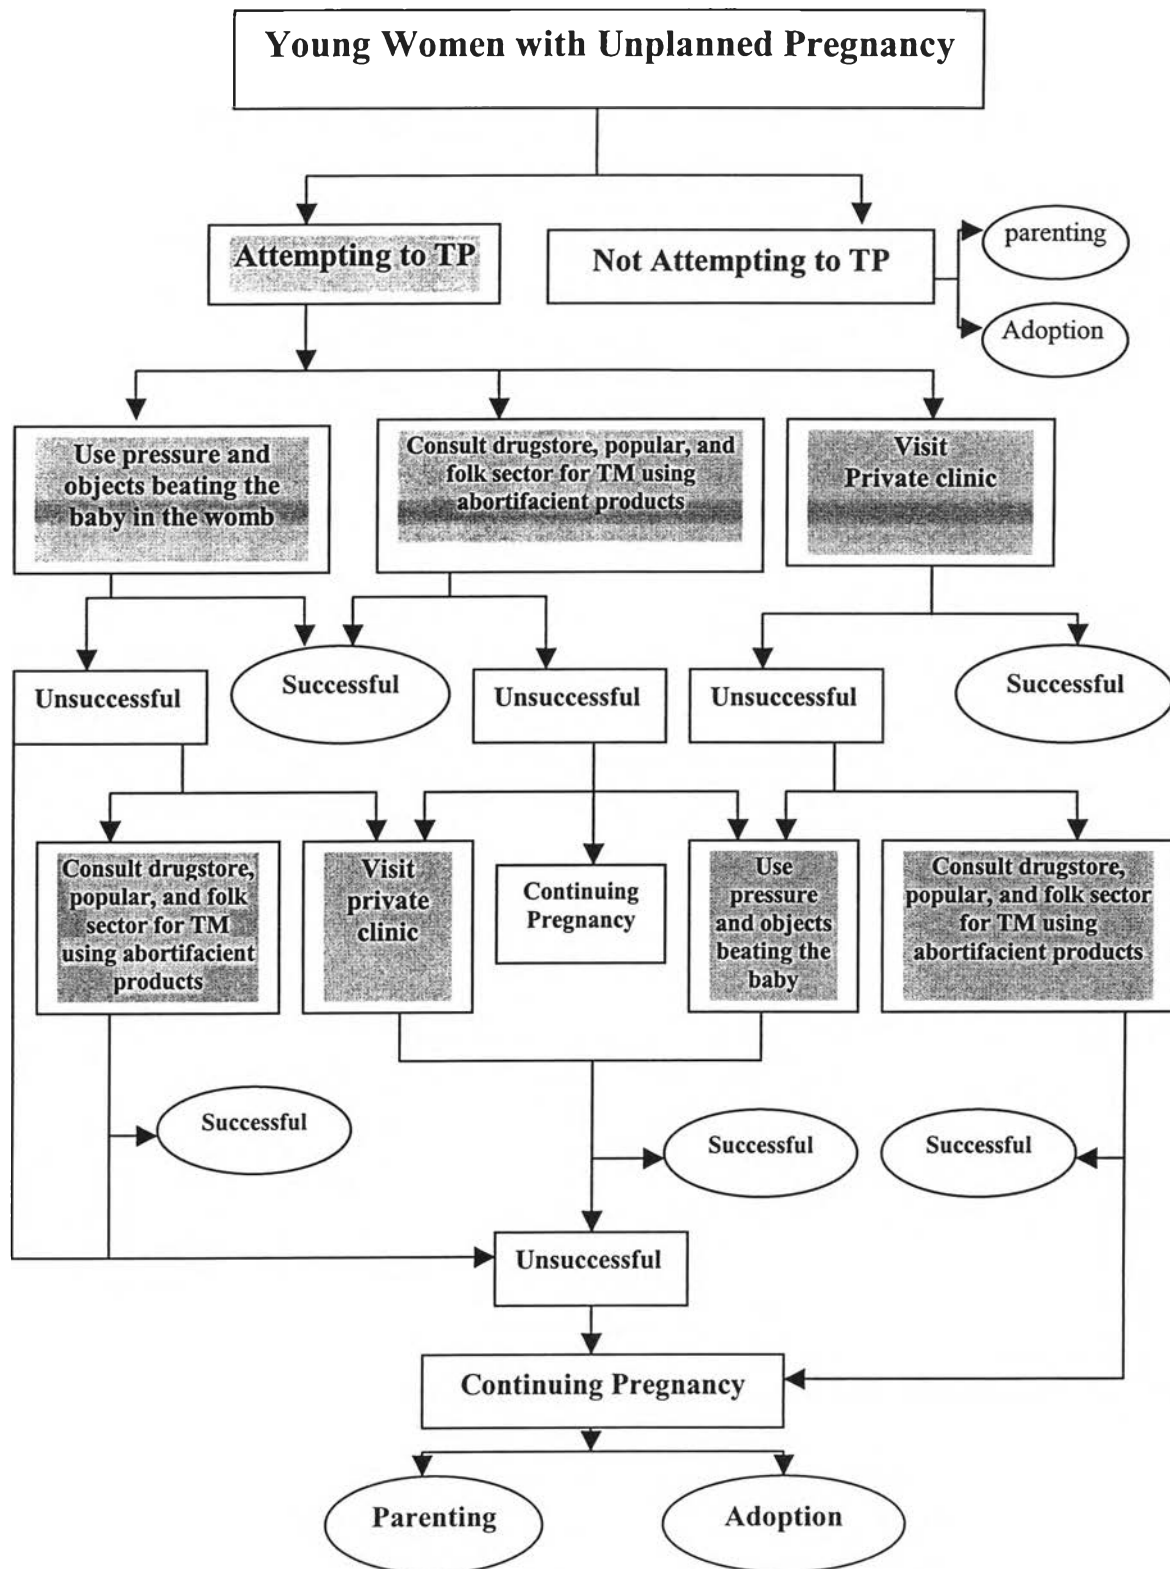 Young Women with Unplanned Pregnancy
Attempting to TP
Not Attempting to TP
parenting
Adoption
Use pressure and
objects beating the
baby in the womb
Consult drugstore, popular, and
folk sector for TM using
abortifacient products
Visit
Private clinic
Unsuccessful
Successful
Unsuccessful
Unsuccessful
Successful
Consult drugstore,
popular, and folk
sector for TM
using abortifacient
products
Visit
private
clinic
Continuing
Pregnancy
Use
pressure
and objects
beating the
baby
Consult drugstore,
popular, and folk sector
for TM using
abortifacient products
Successful
Successful
Successful
Unsuccessful
Continuing Pregnancy
Parenting
Adoption